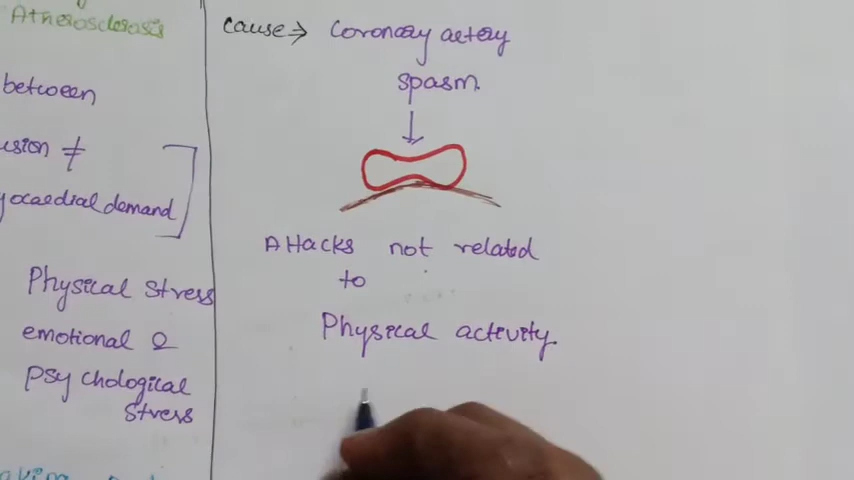 Atherosclerosis
between
usion ≠
yocardial demand
Physical stress
emotional &
psychological
stress
cause → Coronary artery
spasm.
Attacks not related
to
Physical activity.